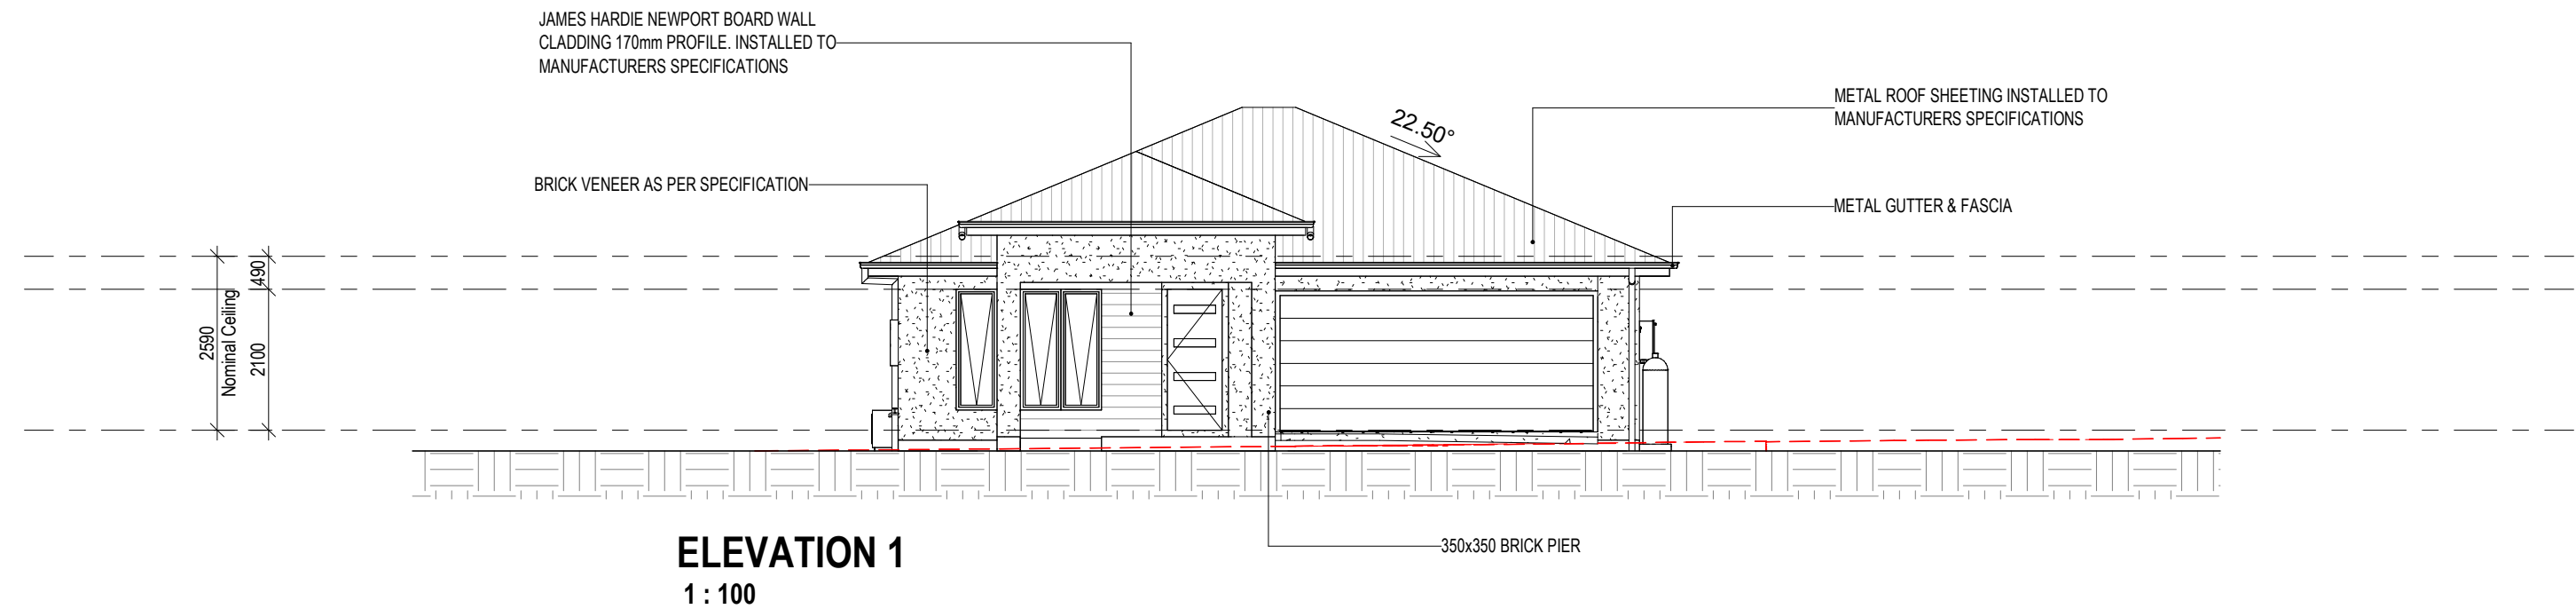 JAMES HARDIE NEWPORT BOARD WALL
CLADDING 170mm PROFILE. INSTALLED TO
MANUFACTURERS SPECIFICATIONS
METAL ROOF SHEETING INSTALLED TO
MANUFACTURERS SPECIFICATIONS
22.50°
BRICK VENEER AS PER SPECIFICATION
METAL GUTTER & FASCIA
490
2590
Nominal Ceiling
2100
350x350 BRICK PIER
ELEVATION 1
1 : 100